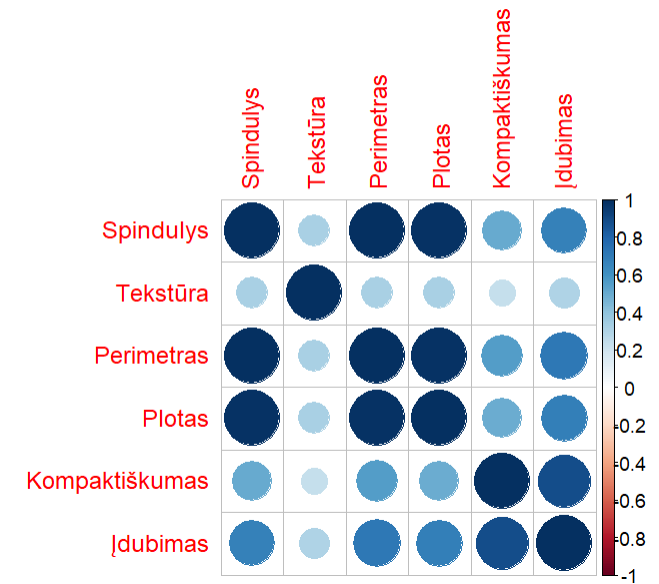 Spindulys
Tekstūra
Perimetras
Plotas
Kompaktiškumas
Įdubimas
Spindulys
Tekstūra
Perimetras
Plotas
Kompaktiškumas
Įdubimas
1
0.8
0.6
0.4
0.2
0
-0.2
-0.4
-0.6
-0.8
-1